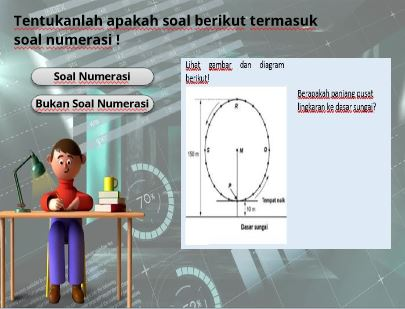 Tentukanlah apakah soal berikut termasuk
soal numerasi !
Soal Numerasi
Bukan Soal Numerasi
Lihat gambar dan diagram
berikut!
Berapakah panjang pusat
lingkaran ke dasar sungai?
R
150 m
S
M
Q
P
Tempat naik
10 m
Dasar sungai
70%